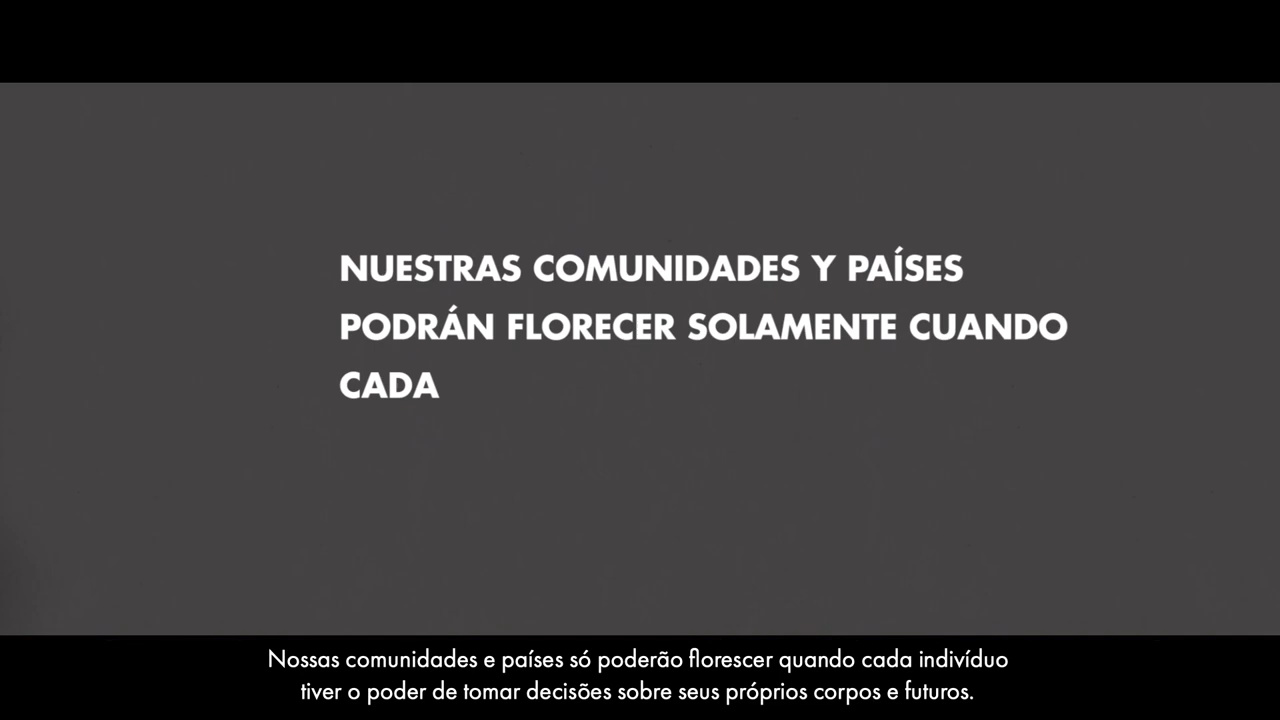 NUESTRAS COMUNIDADES Y PAÍSES
PODRÁN FLORECER SOLAMENTE CUANDO
CADA
Nossas comunidades e países só poderão florescer quando cada indivíduo
tiver o poder de tomar decisões sobre seus próprios corpos e futuros.